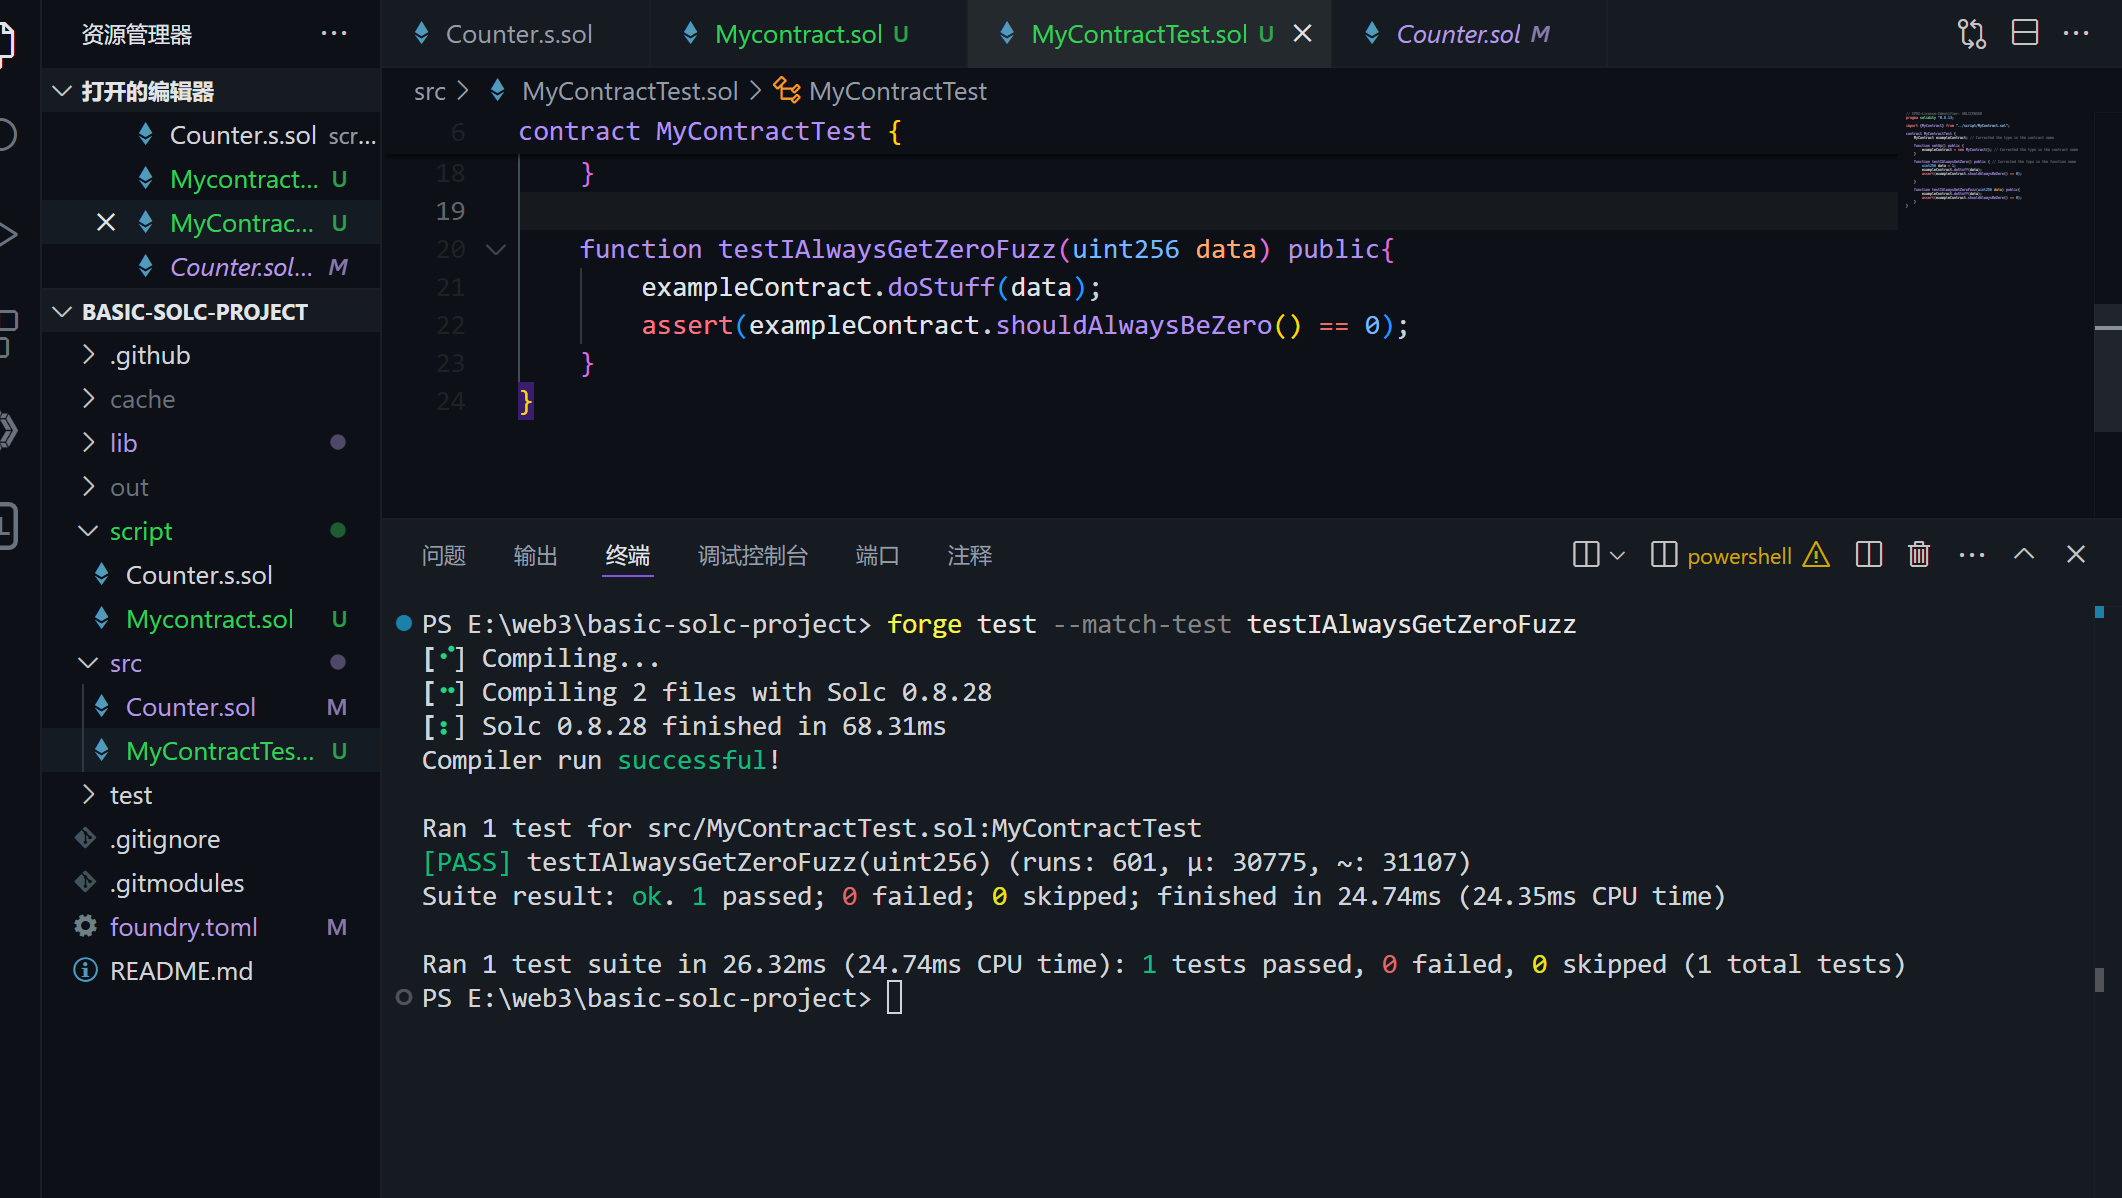 资源管理器
打开的编辑器
Counter.s.sol scr...
Mycontract... U
MyContrac... U
Counter.sol... M
BASIC-SOLC-PROJECT
.github
cache
lib
out
script
Counter.s.sol
Mycontract.sol U
src
Counter.sol M
MyContractTes... U
test
.gitignore
.gitmodules
foundry.toml M
README.md
Counter.s.sol
Mycontract.sol U
MyContractTest.sol U
Counter.sol M
src > MyContractTest.sol > MyContractTest
6 contract MyContractTest {
18 }
19
20 function testIAlwaysGetZeroFuzz(uint256 data) public{
21 exampleContract.doStuff(data);
22 assert(exampleContract.shouldAlwaysBeZero() == 0);
23 }
24 }
问题 输出 终端 调试控制台 端口 注释
powershell
PS E:\web3\basic-solc-project> forge test --match-test testIAlwaysGetZeroFuzz
[⠊] Compiling...
[⠒] Compiling 2 files with Solc 0.8.28
[⠆] Solc 0.8.28 finished in 68.31ms
Compiler run successful!
Ran 1 test for src/MyContractTest.sol:MyContractTest
[PASS] testIAlwaysGetZeroFuzz(uint256) (runs: 601, μ: 30775, ~: 31107)
Suite result: ok. 1 passed; 0 failed; 0 skipped; finished in 24.74ms (24.35ms CPU time)
Ran 1 test suite in 26.32ms (24.74ms CPU time): 1 tests passed, 0 failed, 0 skipped (1 total tests)
PS E:\web3\basic-solc-project>